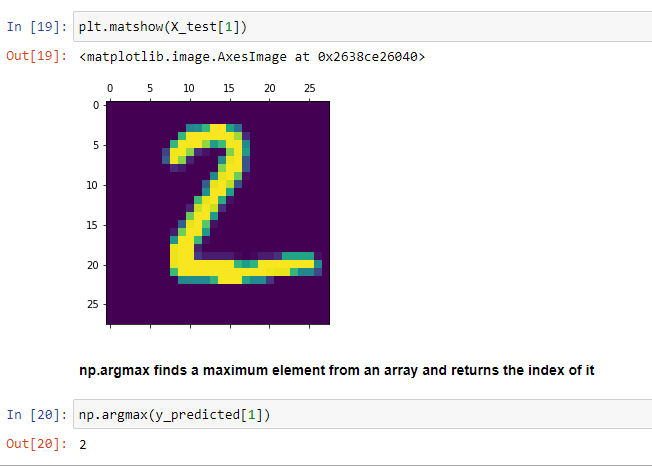 In [19]: plt.matshow(X_test[1])
Out[19]: <matplotlib.image.AxesImage at 0x2638ce26040>
0 5 10 15 20 25
0
5
10
15
20
25
2
np.argmax finds a maximum element from an array and returns the index of it
In [20]: np.argmax(y_predicted[1])
Out[20]: 2